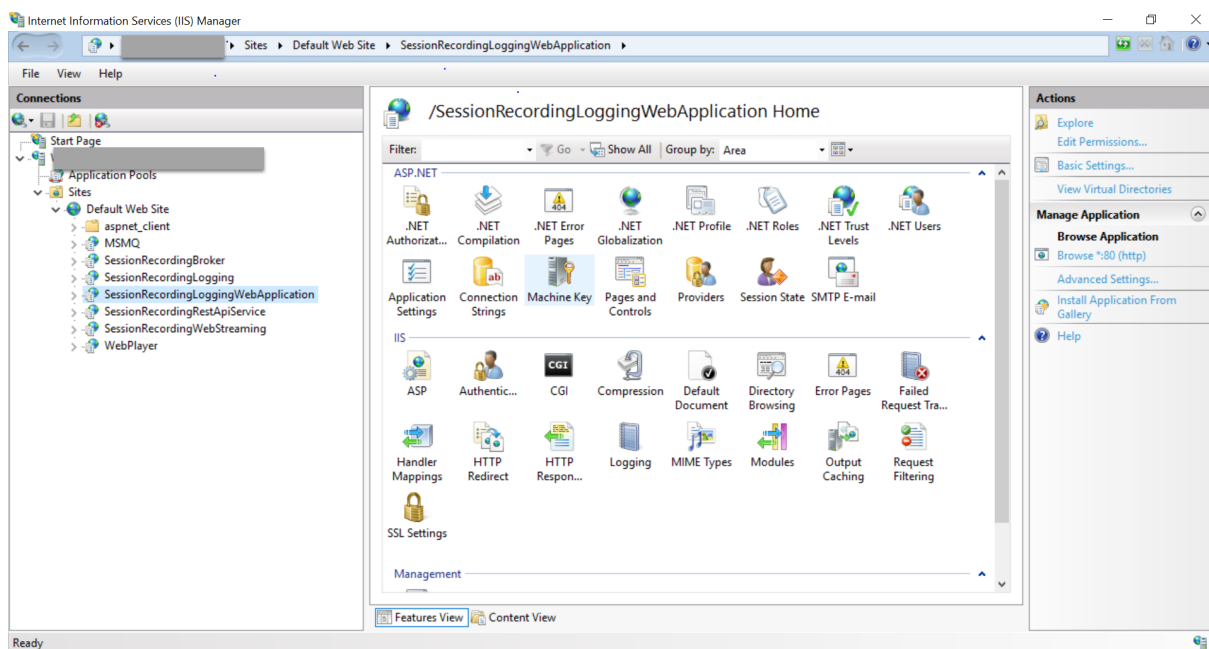 Internet Information Services (IIS) Manager
Sites Default Web Site SessionRecordingLoggingWebApplication
File View Help
Connections
Start Page
Application Pools
Sites
Default Web Site
aspnet_client
MSMQ
SessionRecordingBroker
SessionRecordingLogging
SessionRecordingLoggingWebApplication
SessionRecordingRestApiService
SessionRecordingWebStreaming
WebPlayer
/SessionRecordingLoggingWebApplication Home
Filter: Go Show All Group by: Area
ASP.NET
.NET Authorizat...
.NET Compilation
.NET Error Pages
.NET Globalization
.NET Profile
.NET Roles
.NET Trust Levels
.NET Users
Application Settings
Connection Strings
Machine Key
Pages and Controls
Providers
Session State
SMTP E-mail
IIS
ASP
Authentic...
CGI
CGI
Compression
Default Document
Directory Browsing
404
Error Pages
Failed Request Tra...
Handler Mappings
HTTP Redirect
HTTP Respon...
Logging
MIME Types
Modules
Output Caching
Request Filtering
SSL Settings
Management
Features View Content View
Actions
Explore
Edit Permissions...
Basic Settings...
View Virtual Directories
Manage Application
Browse Application
Browse *:80 (http)
Advanced Settings...
Install Application From
Gallery
Help
Ready